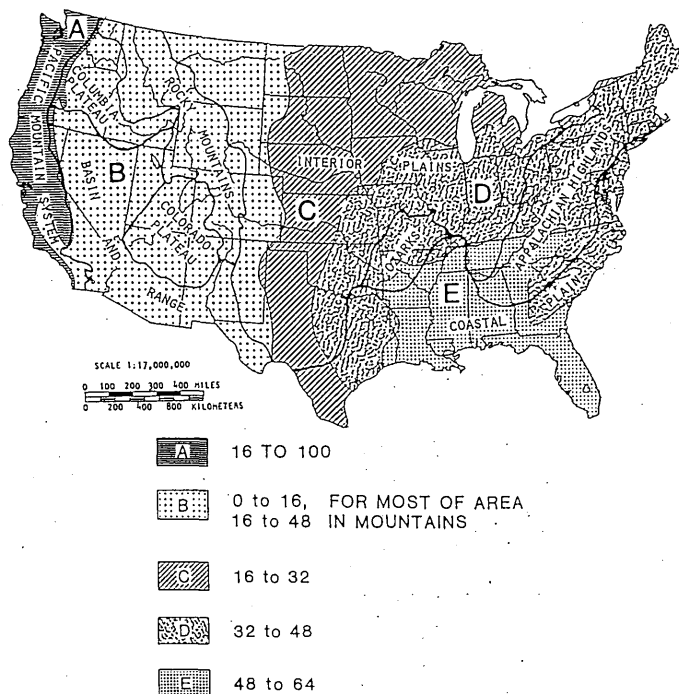 A
PACIFIC MOUNTAIN SYSTEM
COLUMBIA
PLATEAU
ROCKY MOUNTAINS
B
BASIN AND RANGE
COLORADO
PLATEAU
INTERIOR PLAINS
C
D
OZARKS
APPALACHIAN HIGHLANDS
E
COASTAL PLAIN
SCALE 1:17,000,000
0 100 200 300 400 MILES
0 200 400 800 KILOMETERS
A 16 TO 100
B 0 to 16, FOR MOST OF AREA
16 to 48 IN MOUNTAINS
C 16 to 32
D 32 to 48
E 48 to 64